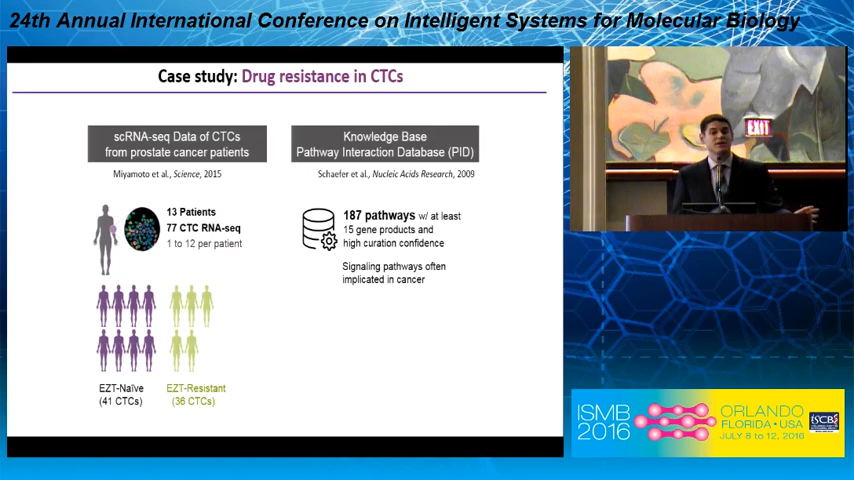 24th Annual International Conference on Intelligent Systems for Molecular Biology
Case study: Drug resistance in CTCs
scRNA-seq Data of CTCs
from prostate cancer patients
Miyamoto et al., Science, 2015
13 Patients
77 CTC RNA-seq
1 to 12 per patient
EZT-Naïve
(41 CTCs)
EZT-Resistant
(36 CTCs)
Knowledge Base
Pathway Interaction Database (PID)
Schaefer et al., Nucleic Acids Research, 2009
187 pathways w/ at least
15 gene products and
high curation confidence
Signaling pathways often
implicated in cancer
EXIT
ISMB
2016
ORLANDO
FLORIDA • USA
JULY 8 to 12, 2016
ISCB